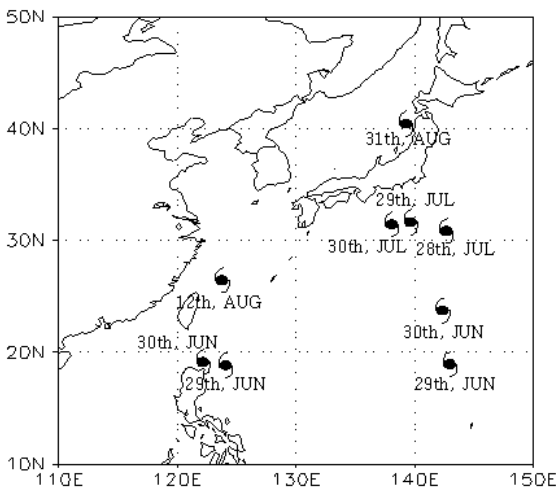 50N
40N
31th, AUG
29th, JUL
30N
30th, JUL
28th, JUL
12th, AUG
30th, JUN
30th, JUN
20N
29th, JUN
29th, JUN
10N
110E
120E
130E
140E
150E